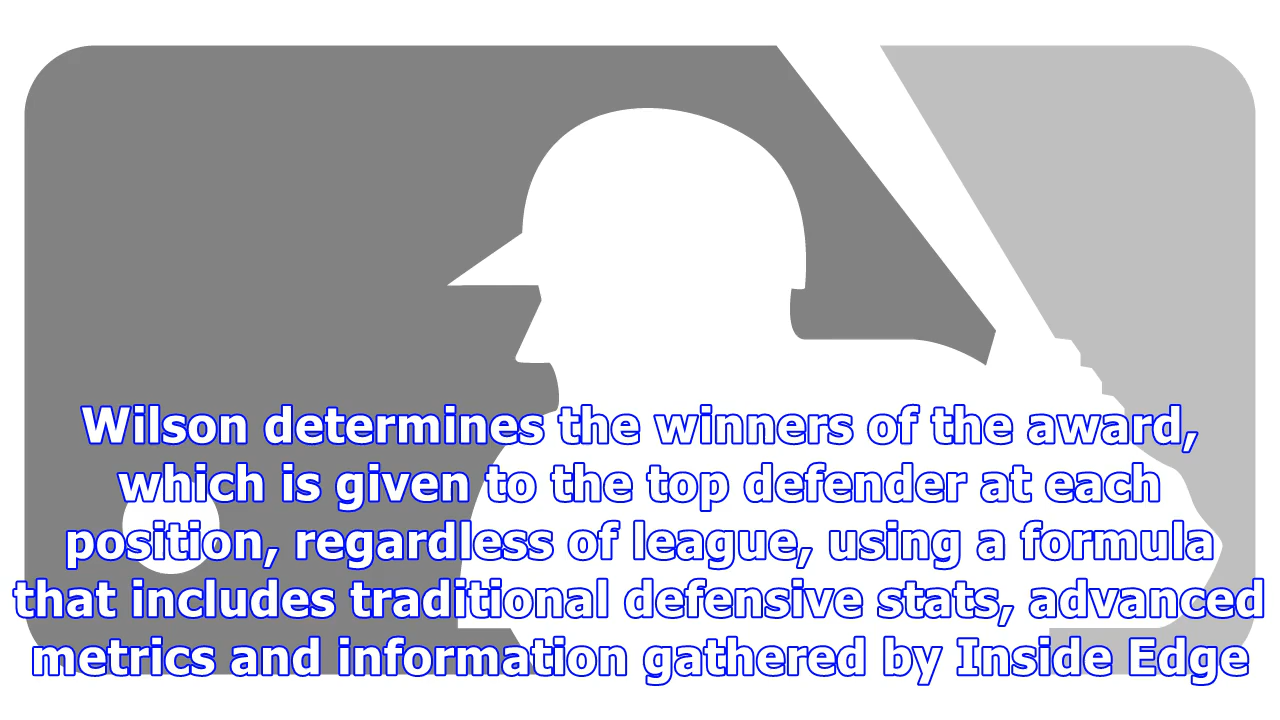 Wilson determines the winners of the award,
which is given to the top defender at each
position, regardless of league, using a formula
that includes traditional defensive stats, advanced
metrics and information gathered by Inside Edge